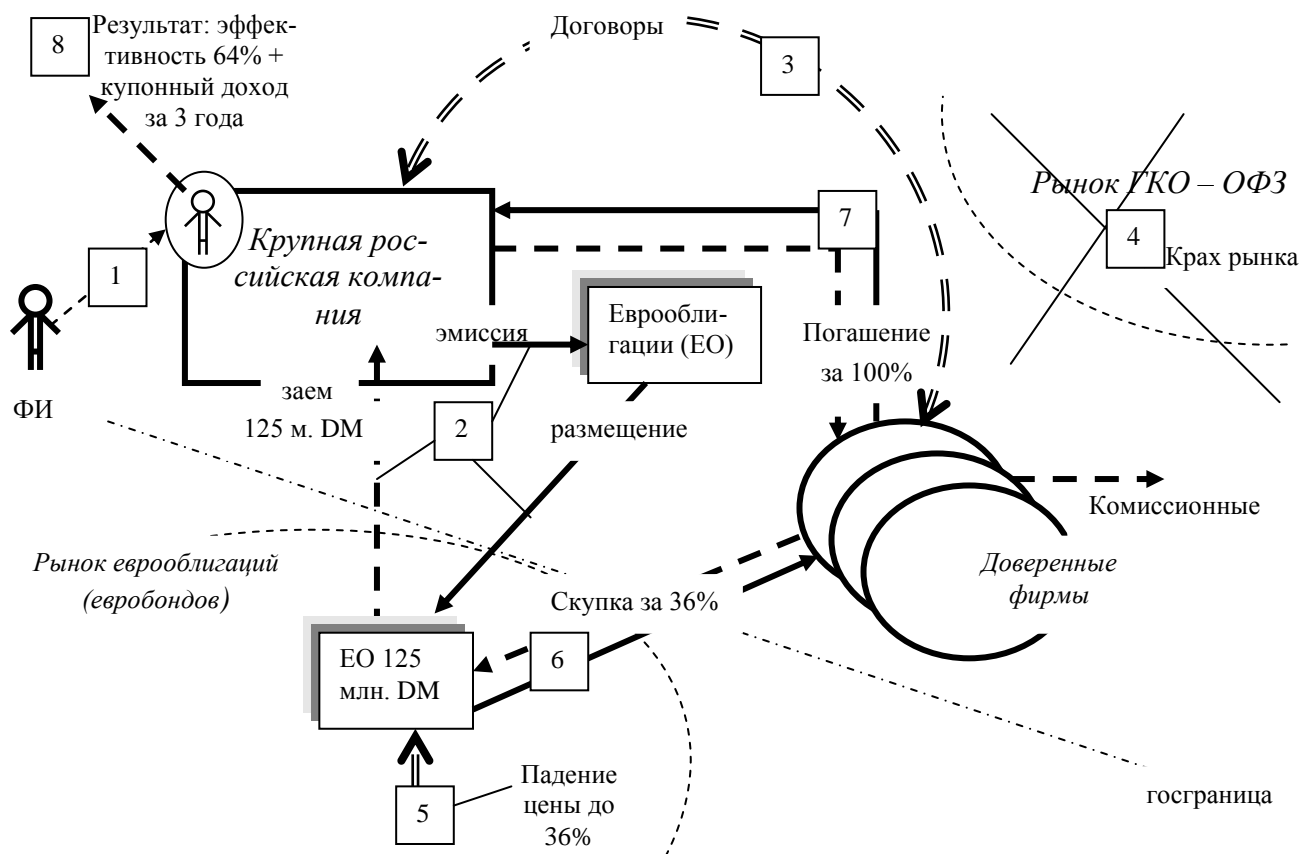 8
Результат: эффек-
тивность 64% +
купонный доход
за 3 года
Договоры
3
Рынок ГКО – ОФЗ
4
Крах рынка
7
1
Крупная рос-
сийская компа-
ния
эмиссия
Еврообли-
гации (ЕО)
Погашение
за 100%
ФИ
заем
125 м. DM
2
размещение
Комиссионные
Рынок еврооблигаций
(евробондов)
Скупка за 36%
Доверенные
фирмы
6
ЕО 125
млн. DM
5
Падение
цены до
36%
госграница